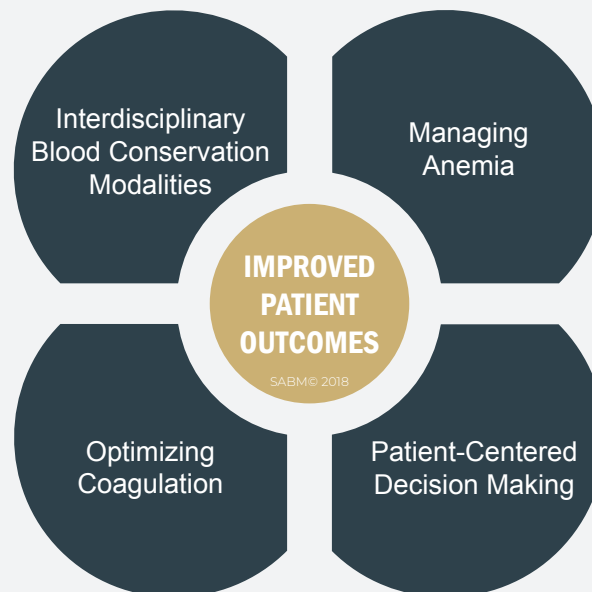 Interdisciplinary
Blood Conservation
Modalities
Managing
Anemia
IMPROVED
PATIENT
OUTCOMES
SABM© 2018
Optimizing
Coagulation
Patient-Centered
Decision Making